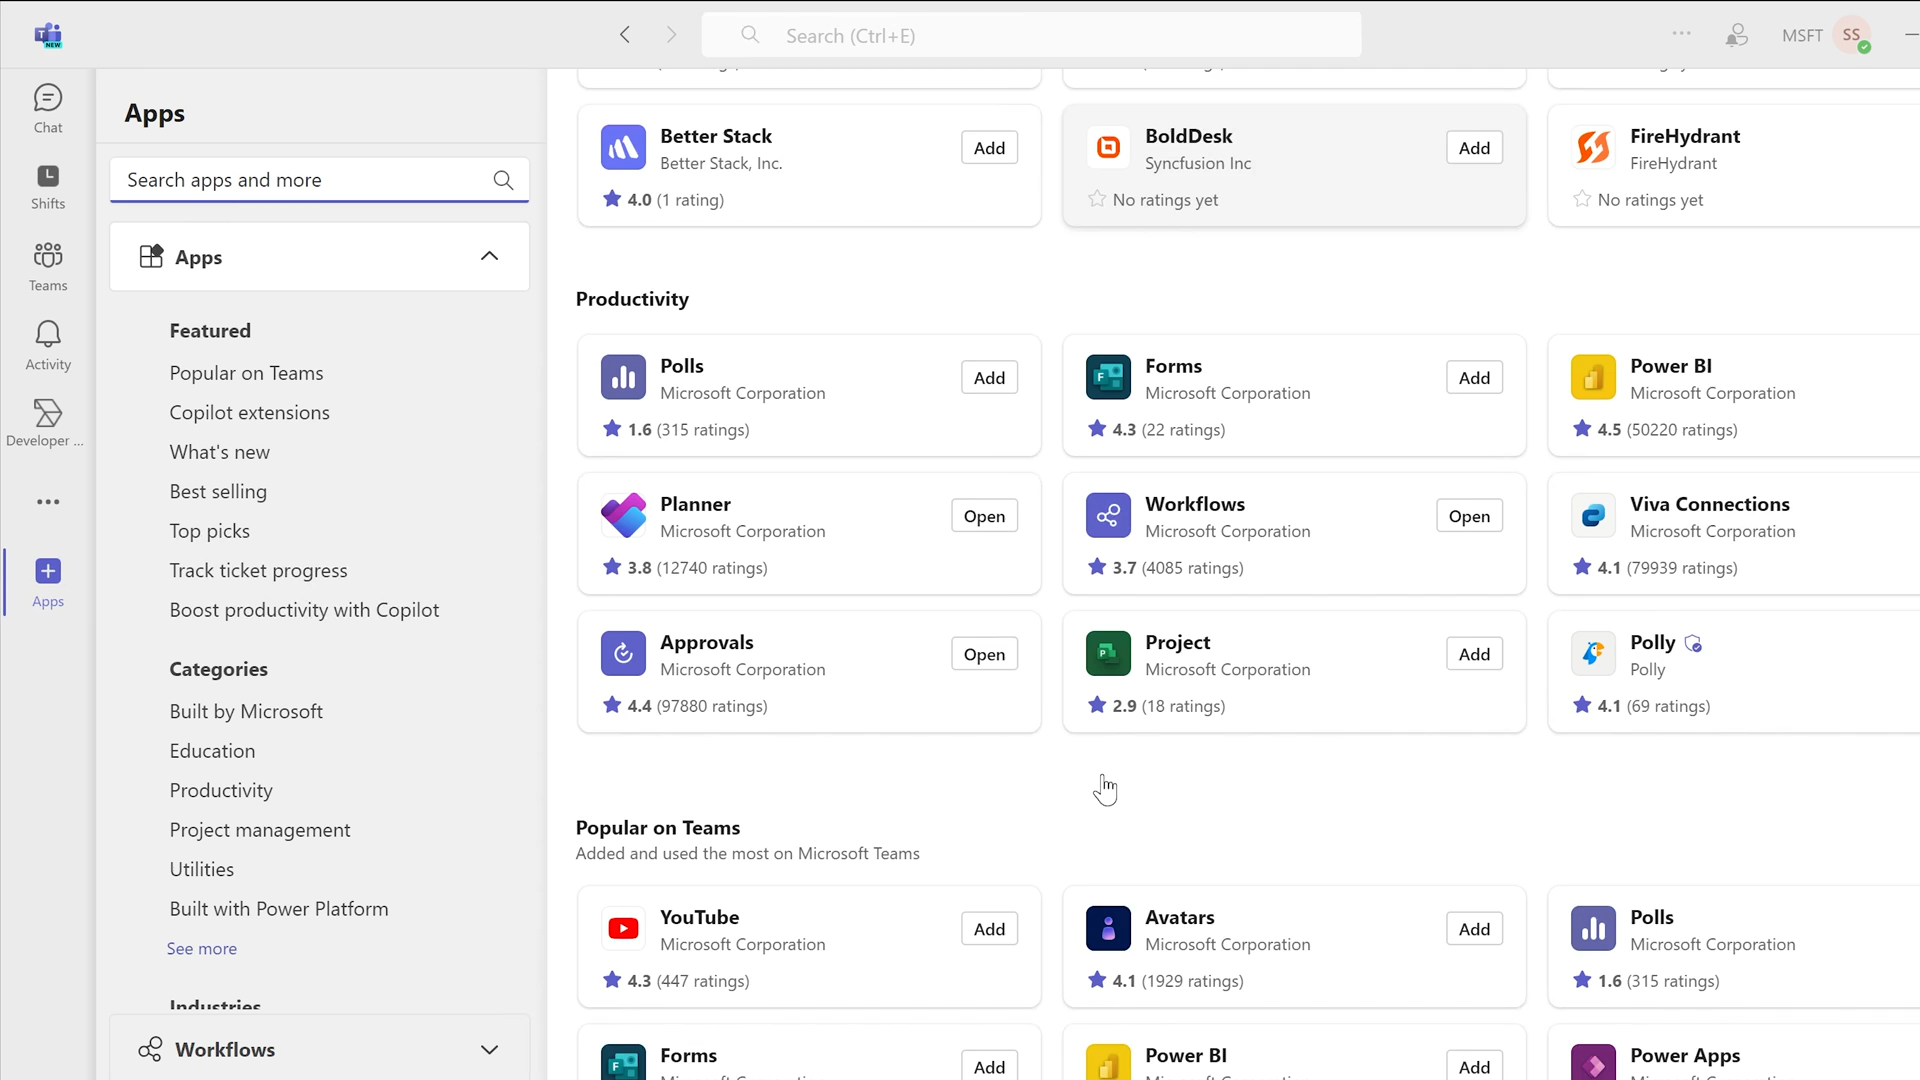 Search (Ctrl+E)
MSFT
SS
NEW
Chat
Shifts
Teams
Activity
Developer ...
Apps
Apps
Search apps and more
Apps
Featured
Popular on Teams
Copilot extensions
What's new
Best selling
Top picks
Track ticket progress
Boost productivity with Copilot
Categories
Built by Microsoft
Education
Productivity
Project management
Utilities
Built with Power Platform
See more
Industries
Workflows
Better Stack
Better Stack, Inc.
Add
4.0 (1 rating)
BoldDesk
Syncfusion Inc
Add
No ratings yet
FireHydrant
FireHydrant
No ratings yet
Productivity
Polls
Microsoft Corporation
Add
1.6 (315 ratings)
Forms
Microsoft Corporation
Add
4.3 (22 ratings)
Power BI
Microsoft Corporation
4.5 (50220 ratings)
Planner
Microsoft Corporation
Open
3.8 (12740 ratings)
Workflows
Microsoft Corporation
Open
3.7 (4085 ratings)
Viva Connections
Microsoft Corporation
4.1 (79939 ratings)
Approvals
Microsoft Corporation
Open
4.4 (97880 ratings)
Project
Microsoft Corporation
Add
2.9 (18 ratings)
Polly
Polly
4.1 (69 ratings)
Popular on Teams
Added and used the most on Microsoft Teams
YouTube
Microsoft Corporation
Add
4.3 (447 ratings)
Avatars
Microsoft Corporation
Add
4.1 (1929 ratings)
Polls
Microsoft Corporation
1.6 (315 ratings)
Forms
Add
Power BI
Add
Power Apps